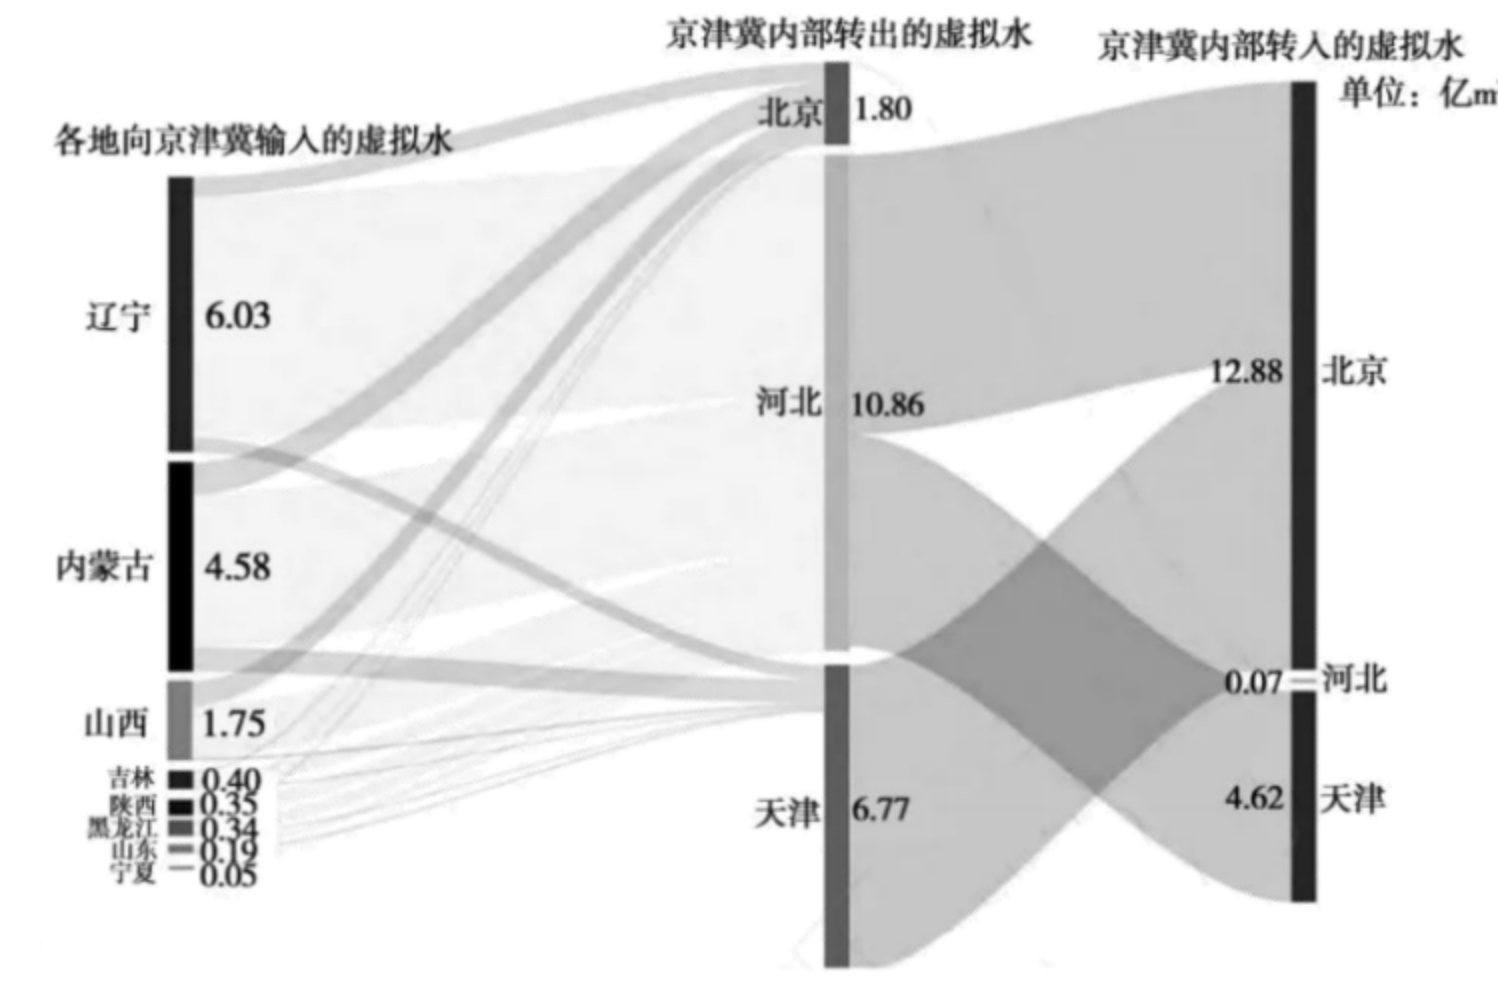 京津冀内部转出的虚拟水
京津冀内部转入的虚拟水
单位：亿m
各地向京津冀输入的虚拟水
北京 1.80
辽宁 6.03
河北 10.86
12.88 北京
内蒙古 4.58
0.07 河北
山西 1.75
吉林 0.40
陕西 0.35
黑龙江 0.34
山东 0.19
宁夏 0.05
天津 6.77
4.62 天津